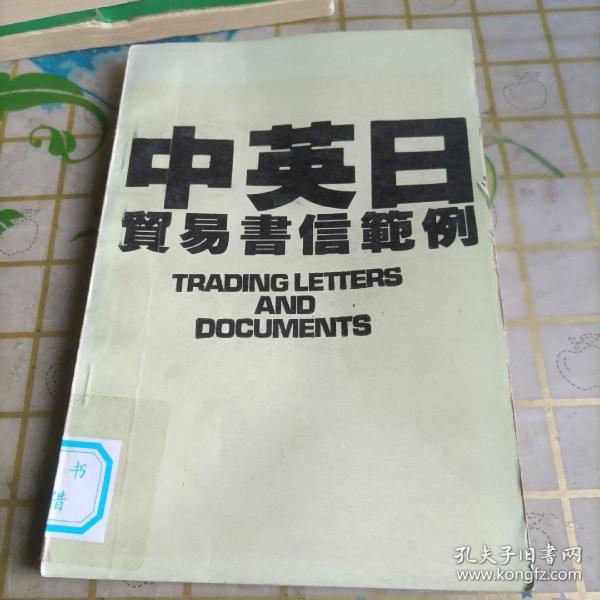 中英日
貿易書信範例
TRADING LETTERS
AND
DOCUMENTS
书
借
孔夫子旧书网
www.kongfz.com